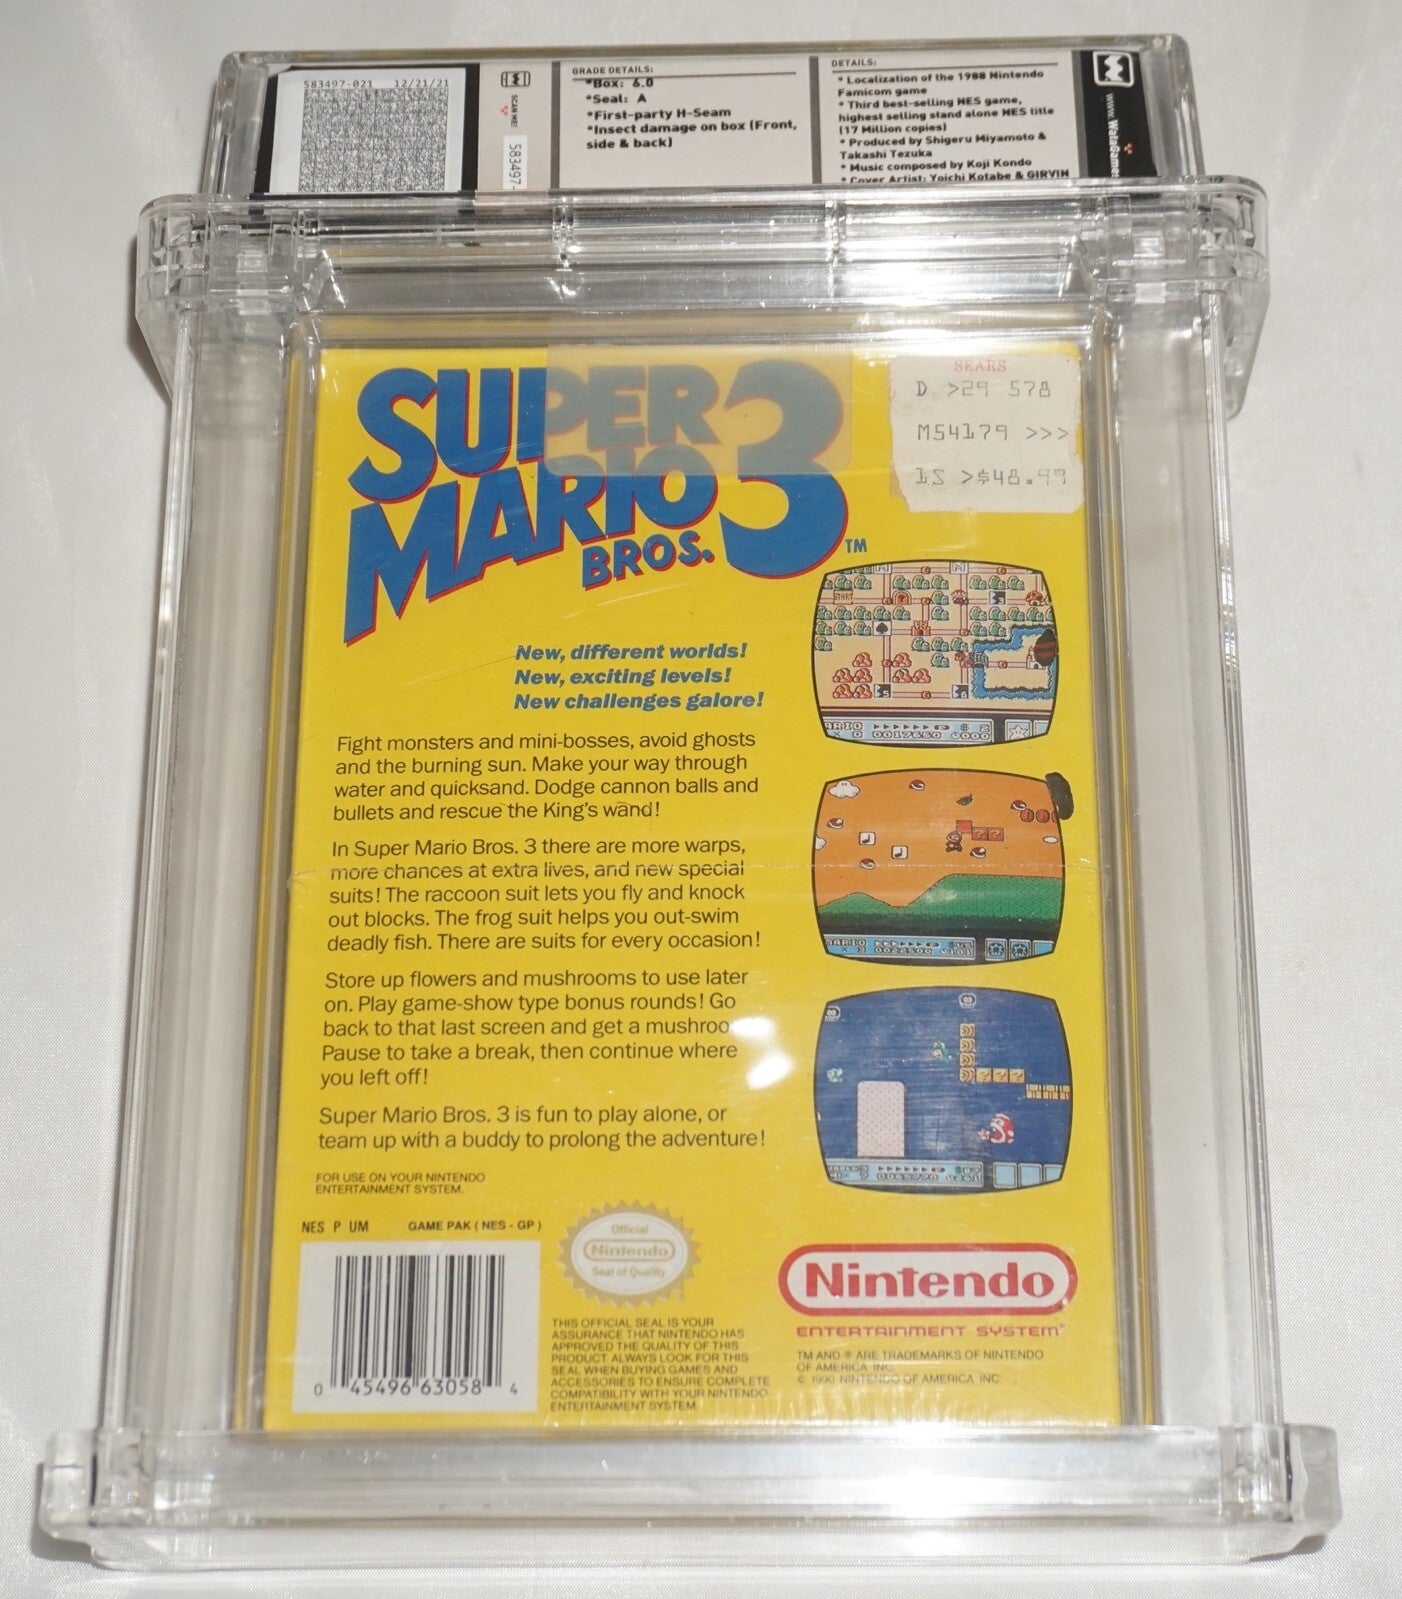 583497-021 12/21/21
SCAN ME!
583497-
GRADE DETAILS:
*Box: 6.0
*Seal: A
*First-party H-Seam
*Insect damage on box (Front,
side & back)
DETAILS:
* Localization of the 1988 Nintendo
Famicom game
* Third best-selling NES game,
highest selling stand alone NES title
(17 Million copies)
* Produced by Shigeru Miyamoto &
Takashi Tezuka
* Music composed by Koji Kondo
* Cover Artist: Yoichi Kotabe & GIRVIN
www.WataGames
SUPER
MARIO
BROS. 3 ™
SEARS
D >29 578
M54179 >>>
1S >$48.99
New, different worlds!
New, exciting levels!
New challenges galore!
Fight monsters and mini-bosses, avoid ghosts
and the burning sun. Make your way through
water and quicksand. Dodge cannon balls and
bullets and rescue the King's wand!
In Super Mario Bros. 3 there are more warps,
more chances at extra lives, and new special
suits! The raccoon suit lets you fly and knock
out blocks. The frog suit helps you out-swim
deadly fish. There are suits for every occasion!
Store up flowers and mushrooms to use later
on. Play game-show type bonus rounds! Go
back to that last screen and get a mushroo
Pause to take a break, then continue where
you left off!
Super Mario Bros. 3 is fun to play alone, or
team up with a buddy to prolong the adventure!
START
FOR USE ON YOUR NINTENDO
ENTERTAINMENT SYSTEM.
NES P UM GAME PAK ( NES - GP )
0 45496 63058 4
Official
Nintendo
Seal of Quality
THIS OFFICIAL SEAL IS YOUR
ASSURANCE THAT NINTENDO HAS
APPROVED THE QUALITY OF THIS
PRODUCT ALWAYS LOOK FOR THIS
SEAL WHEN BUYING GAMES AND
ACCESSORIES TO ENSURE COMPLETE
COMPATIBILITY WITH YOUR NINTENDO
ENTERTAINMENT SYSTEM.
Nintendo
ENTERTAINMENT SYSTEM®
TM AND ® ARE TRADEMARKS OF NINTENDO
OF AMERICA INC.
© 1990 NINTENDO OF AMERICA INC.